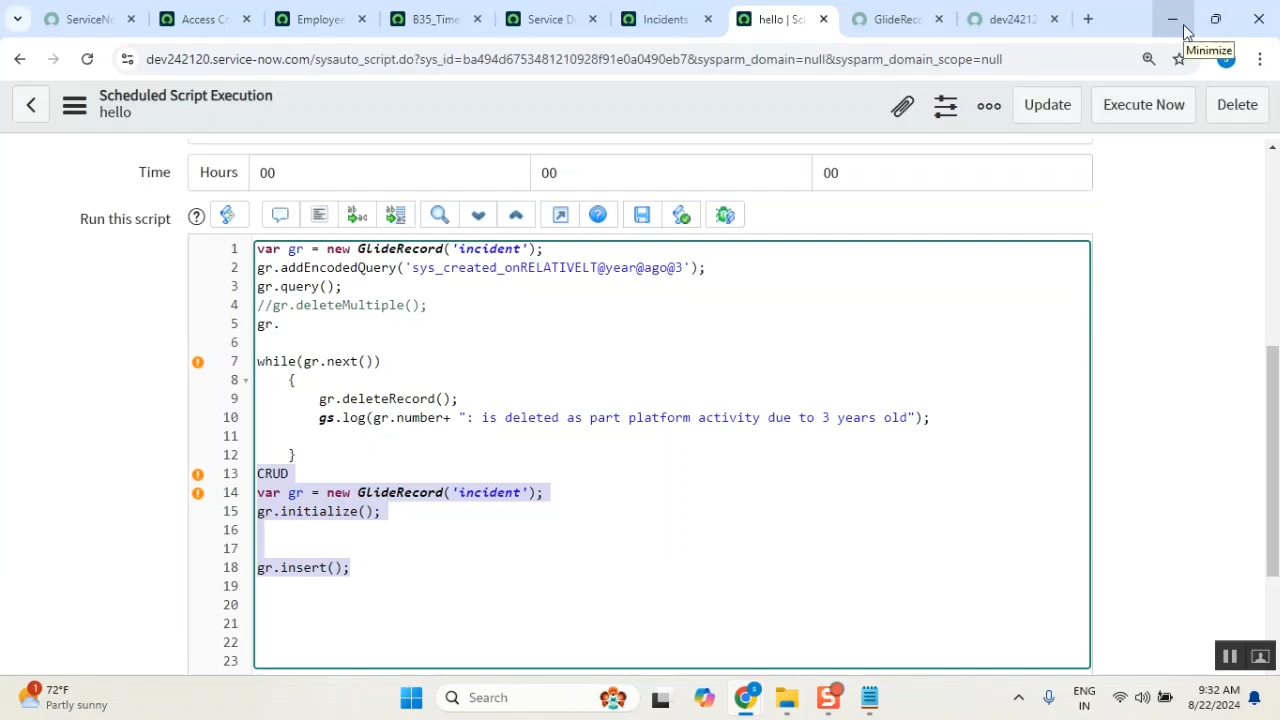 ServiceNo
Access C
Employee
B35_Time
Service D
Incidents
hello | Sc
GlideReco
dev24212
Minimize
dev242120.service-now.com/sysauto_script.do?sys_id=ba494d6753481210928f91e0a0490eb7&sysparm_domain=null&sysparm_domain_scope=null
Scheduled Script Execution
hello
Update
Execute Now
Delete
Time
Hours
00
00
00
Run this script
1 var gr = new GlideRecord('incident');
2 gr.addEncodedQuery('sys_created_onRELATIVELT@year@ago@3');
3 gr.query();
4 //gr.deleteMultiple();
5 gr.
6
7 while(gr.next())
8 {
9 gr.deleteRecord();
10 gs.log(gr.number+ ": is deleted as part platform activity due to 3 years old");
11
12 }
13 CRUD
14 var gr = new GlideRecord('incident');
15 gr.initialize();
16
17
18 gr.insert();
19
20
21
22
23
1
72°F
Partly sunny
Search
ENG
IN
9:32 AM
8/22/2024